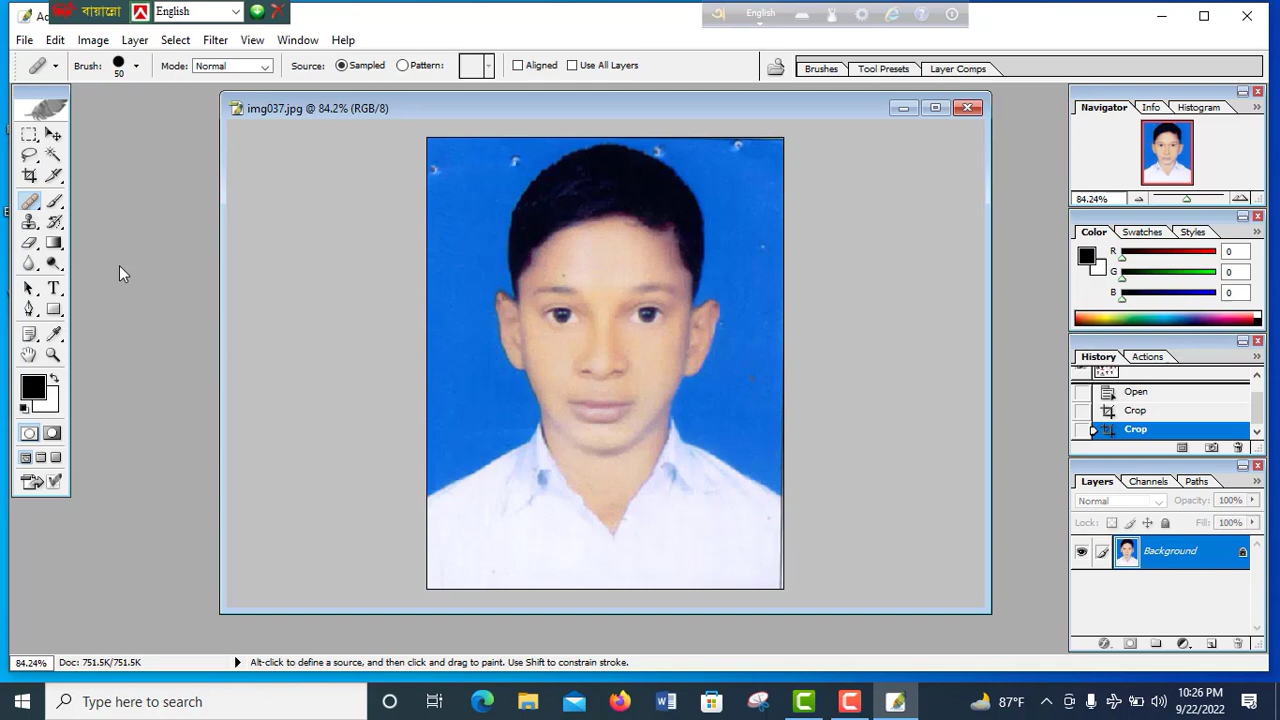 Ad
বায়ান্নো English
English
File Edit Image Layer Select Filter View Window Help
Brush: 50 Mode: Normal Source: Sampled Pattern: Aligned Use All Layers Brushes Tool Presets Layer Comps
img037.jpg @ 84.2% (RGB/8)
Navigator Info Histogram
84.24%
Color Swatches Styles
R 0
G 0
B 0
History Actions
Open
Crop
Crop
Layers Channels Paths
Normal Opacity: 100%
Lock: Fill: 100%
Background
T
84.24% Doc: 751.5K/751.5K Alt-click to define a source, and then click and drag to paint. Use Shift to constrain stroke.
Type here to search 87°F 10:26 PM
9/22/2022